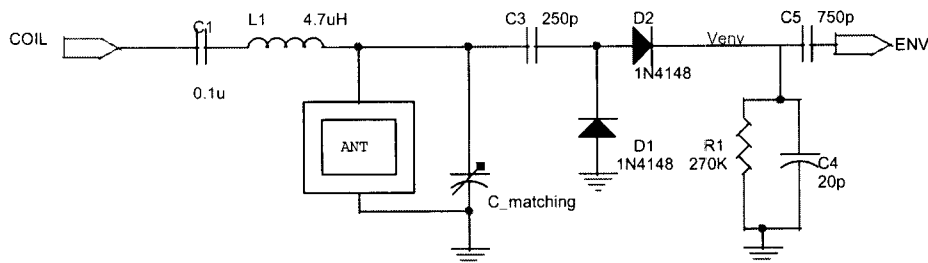 COIL
C1
0.1u
L1
4.7uH
ANT
C_matching
C3
250p
D2
1N4148
D1
1N4148
Venv
R1
270K
C4
20p
C5
750p
ENV